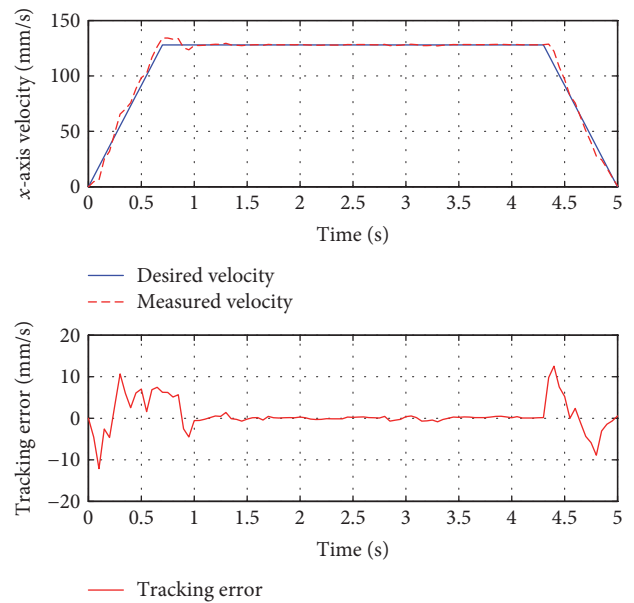 x-axis velocity (mm/s)
150
100
50
0
0 0.5 1 1.5 2 2.5 3 3.5 4 4.5 5
Time (s)
Desired velocity
Measured velocity
Tracking error (mm/s)
20
10
0
−10
−20
0 0.5 1 1.5 2 2.5 3 3.5 4 4.5 5
Time (s)
Tracking error